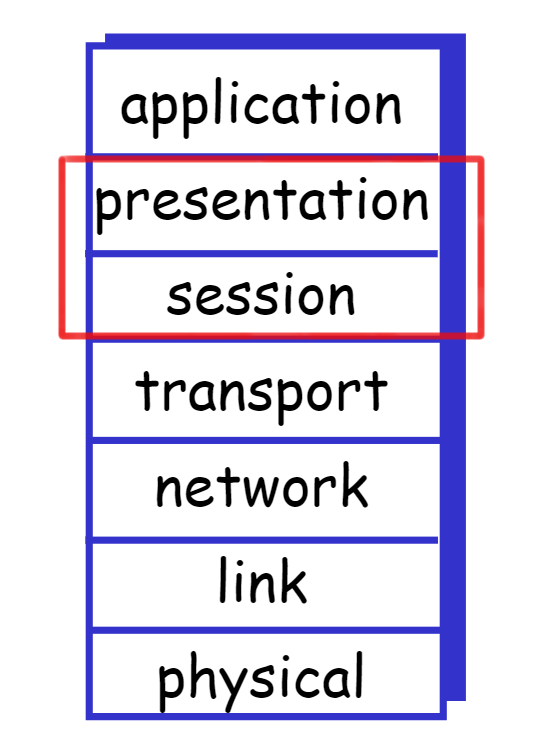 application
presentation
session
transport
network
link
physical